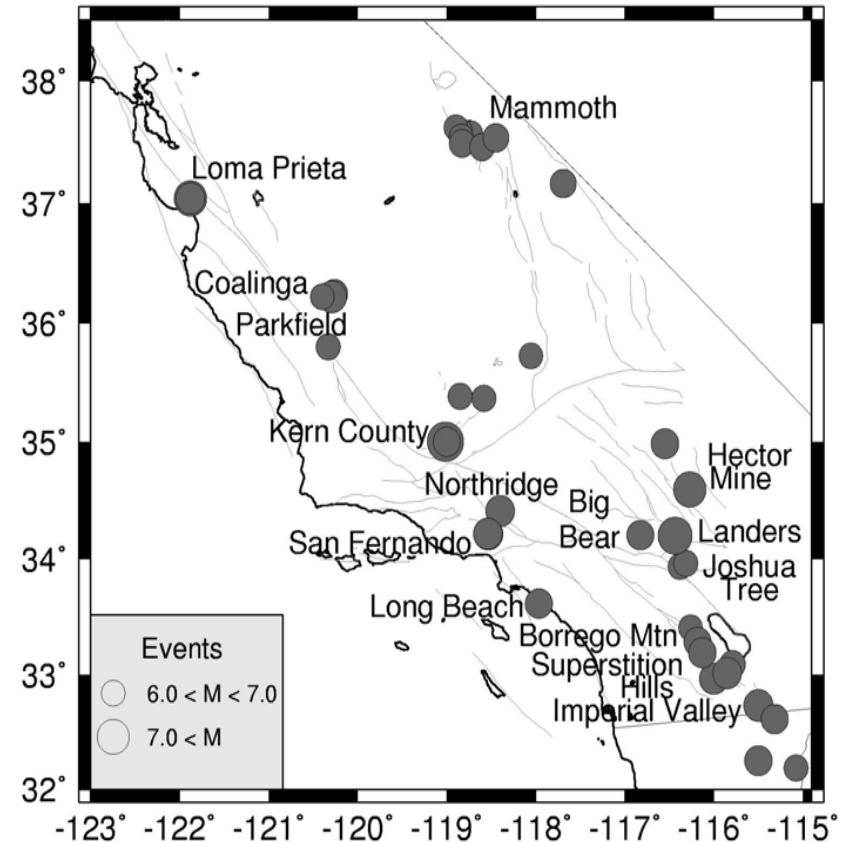 38°
Mammoth
Loma Prieta
37°
Coalinga
36°
Parkfield
35°
Kern County
Hector
Mine
Northridge
Big
Bear
Landers
San Fernando
34°
Joshua
Tree
Long Beach
Borrego Mtn
Superstition
Hills
33°
Imperial Valley
Events
6.0 < M < 7.0
7.0 < M
32°
-123° -122° -121° -120° -119° -118° -117° -116° -115°